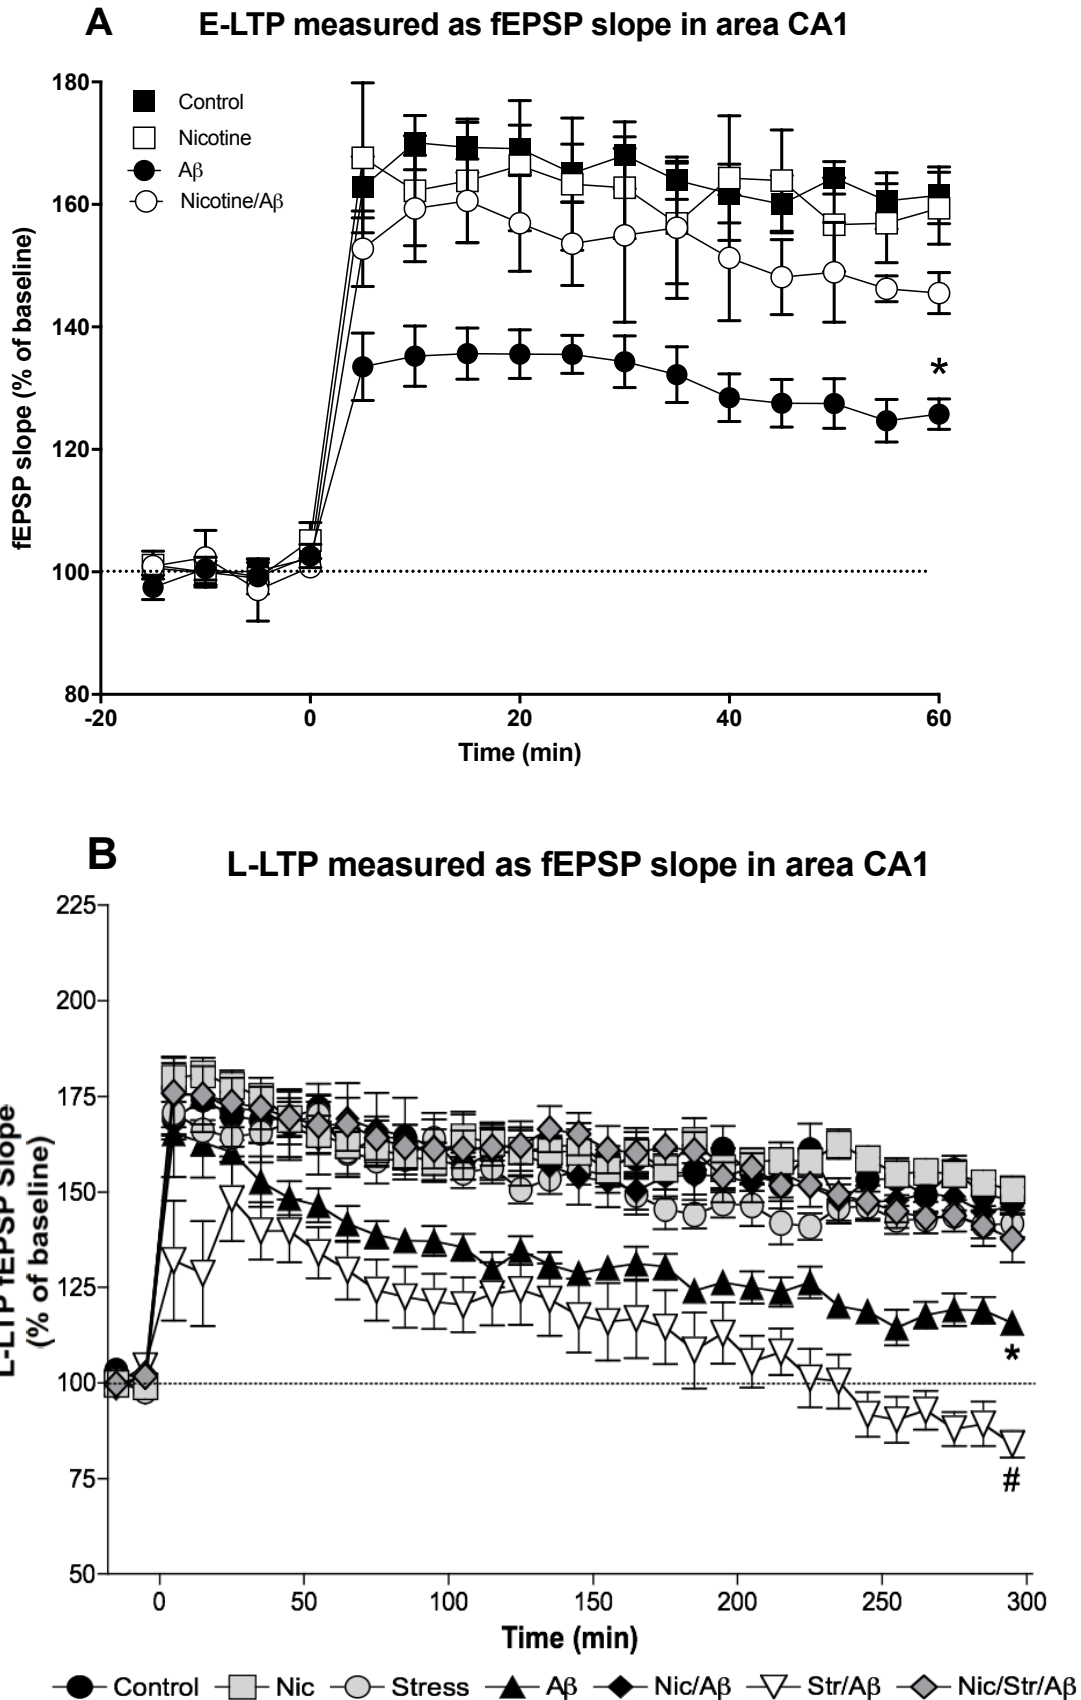 A
E-LTP measured as fEPSP slope in area CA1
180
160
140
120
100
80
Control
Nicotine
Aβ
Nicotine/Aβ
*
fEPSP slope (% of baseline)
-20
0
20
40
60
Time (min)
B
L-LTP measured as fEPSP slope in area CA1
225
200
175
150
125
100
75
50
L-LTP fEPSP Slope
(% of baseline)
*
#
0
50
100
150
200
250
300
Time (min)
Control Nic Stress Aβ Nic/Aβ Str/Aβ Nic/Str/Aβ